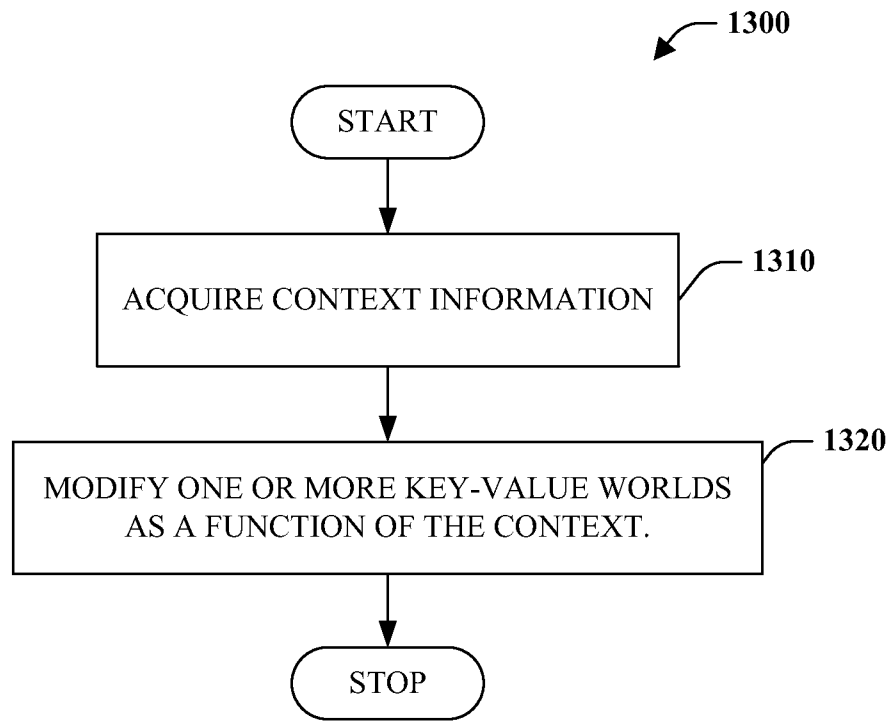 1300
START
ACQUIRE CONTEXT INFORMATION
1310
MODIFY ONE OR MORE KEY-VALUE WORLDS
AS A FUNCTION OF THE CONTEXT.
1320
STOP